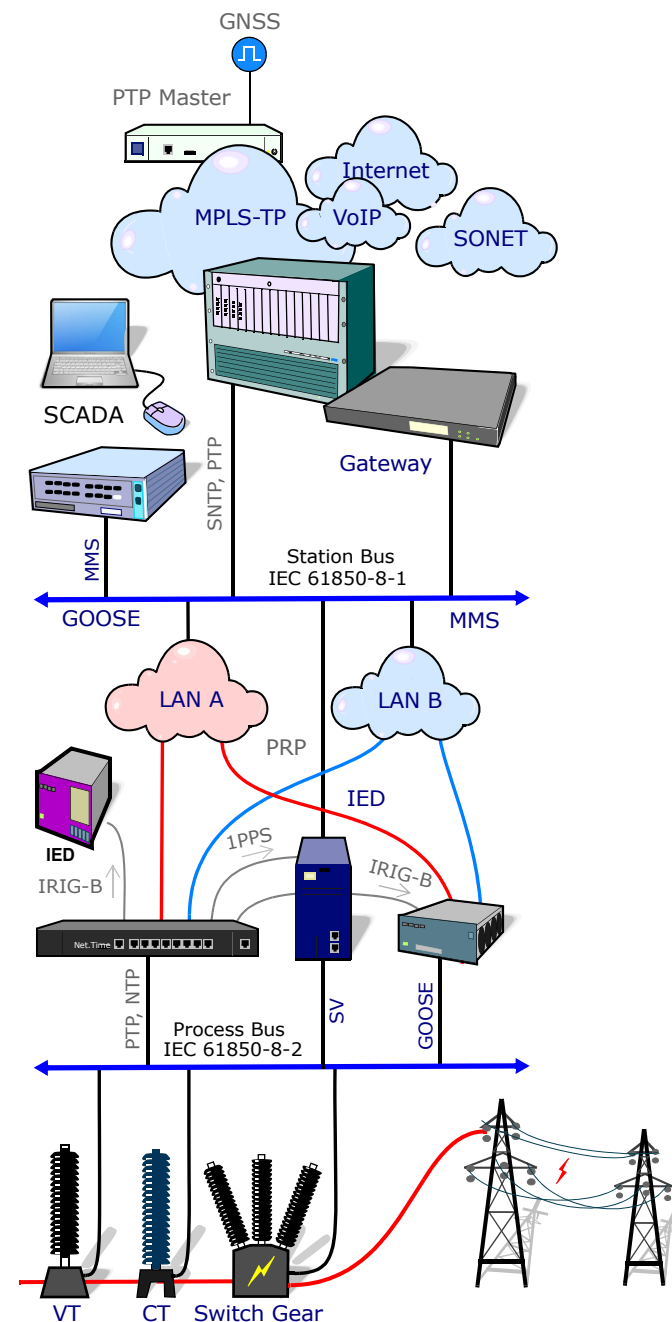 GNSS
PTP Master
Internet
MPLS-TP
VoIP
SONET
SCADA
Gateway
SNTP, PTP
MMS
Station Bus
IEC 61850-8-1
GOOSE
MMS
LAN A
LAN B
PRP
IED
IED
1PPS
IRIG-B
IRIG-B
Net.Time
PTP, NTP
SV
GOOSE
Process Bus
IEC 61850-8-2
VT
CT
Switch Gear